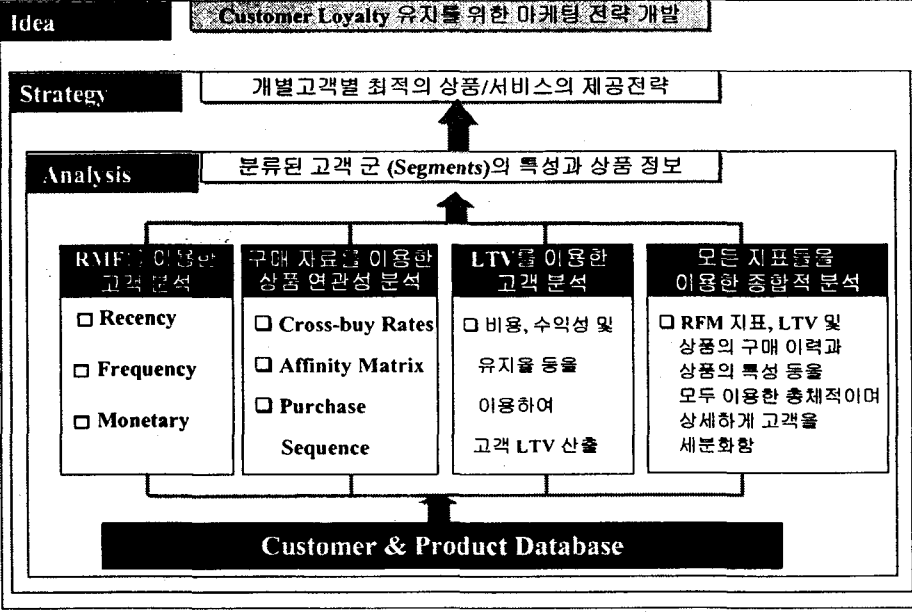 Idea
Customer Loyalty 유지를 위한 마케팅 전략 개발
Strategy
개별고객별 최적의 상품/서비스의 제공전략
Analysis
분류된 고객 군 (Segments)의 특성과 상품 정보
RMF를 이용한
고객 분석
구매 자료를 이용한
상품 연관성 분석
LTV를 이용한
고객 분석
모든 지표들을
이용한 종합적 분석
□ Recency
□ Frequency
□ Monetary
□ Cross-buy Rates
□ Affinity Matrix
□ Purchase
Sequence
□ 비용, 수익성 및
유지율 등을
이용하여
고객 LTV 산출
□ RFM 지표, LTV 및
상품의 구매 이력과
상품의 특성 등을
모두 이용한 총체적이며
상세하게 고객을
세분화함
Customer & Product Database